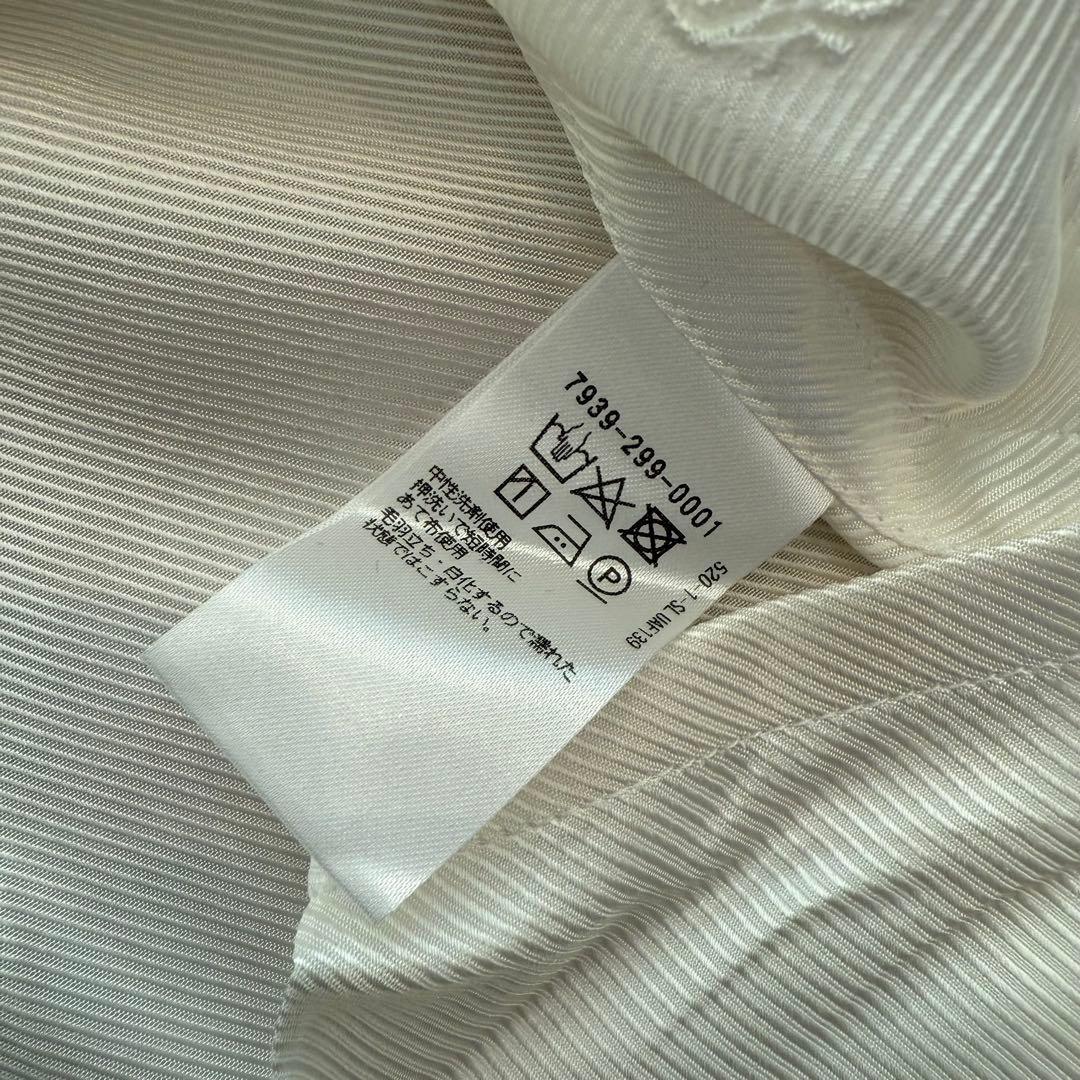 7939-299-0001
P
中性洗剤使用
押洗いで短時間に
あて布使用
毛羽立ち・白化するので濡れた
状態ではこすらない。
520-1-SL UAF139